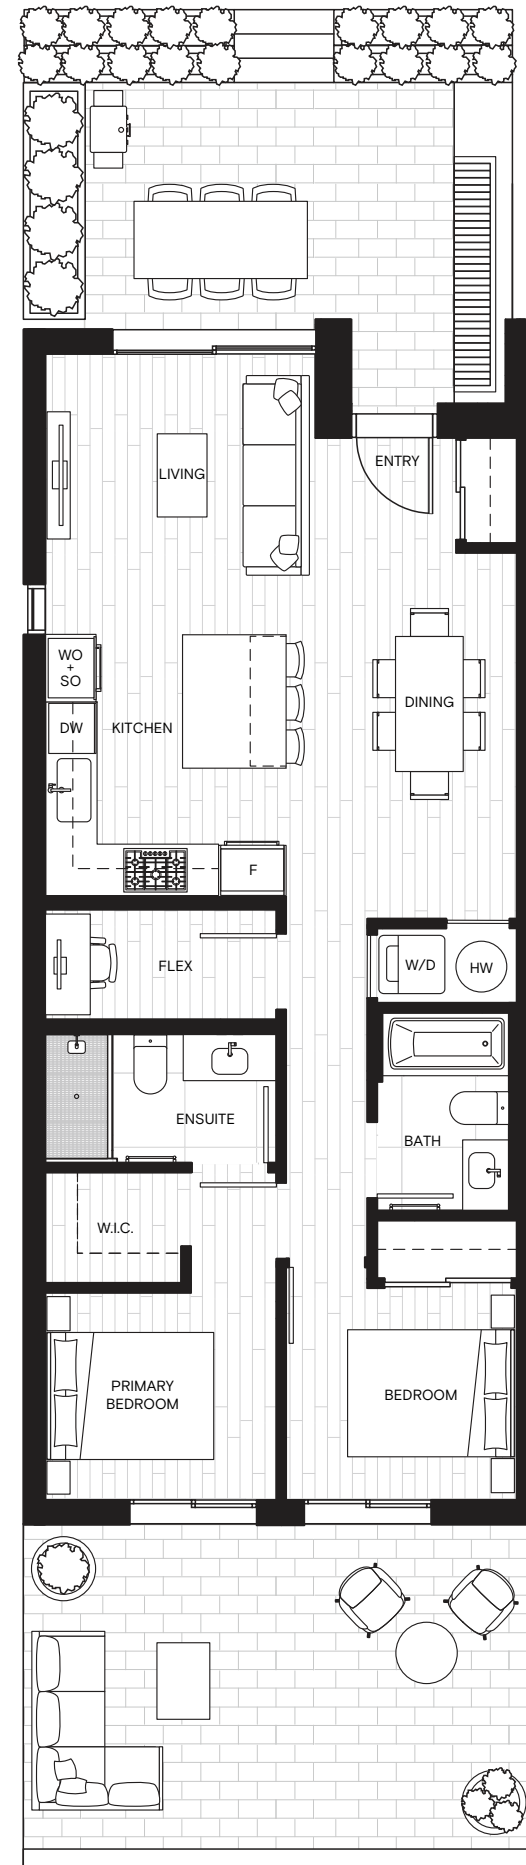 ENTRY
LIVING
WO
+
SO
DW
KITCHEN
DINING
F
FLEX
W/D
HW
ENSUITE
BATH
W.I.C.
PRIMARY
BEDROOM
BEDROOM